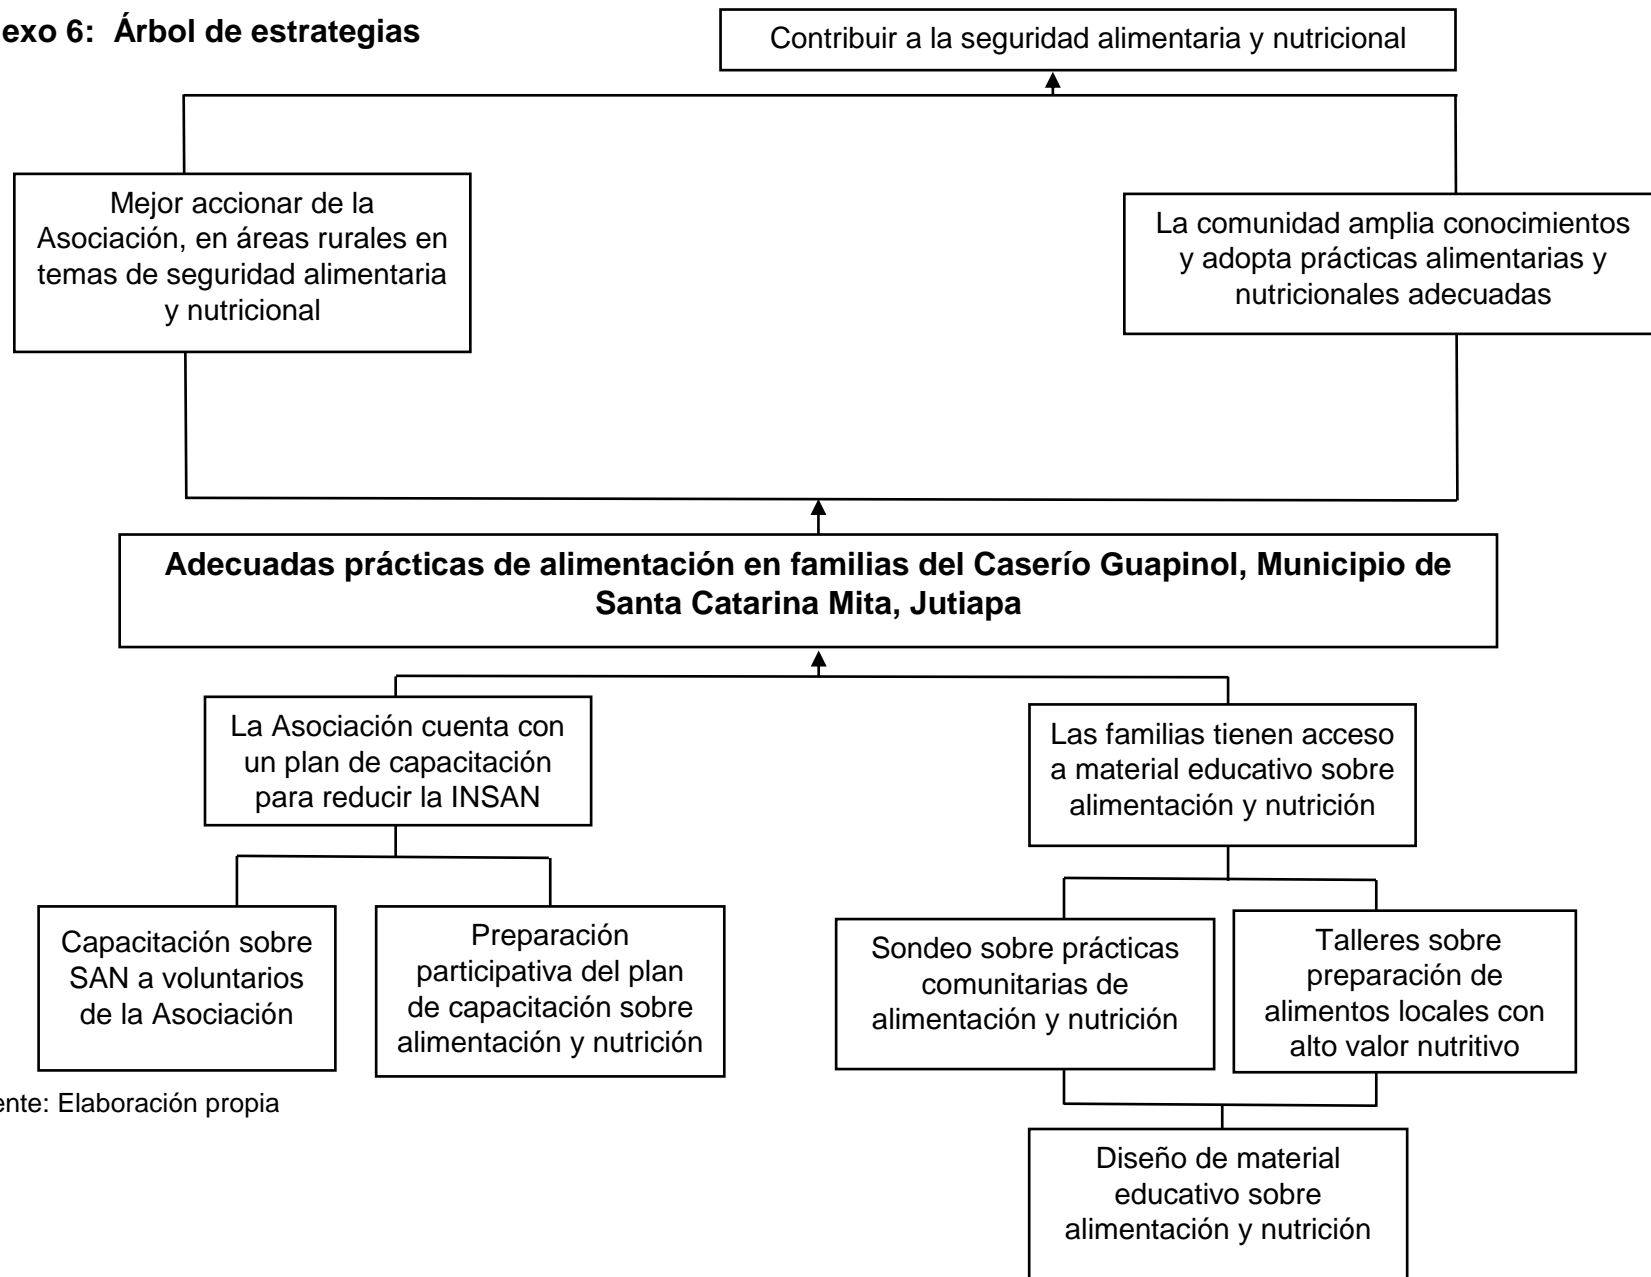 exo 6: Árbol de estrategias
Contribuir a la seguridad alimentaria y nutricional
Mejor accionar de la
Asociación, en áreas rurales en
temas de seguridad alimentaria
y nutricional
La comunidad amplia conocimientos
y adopta prácticas alimentarias y
nutricionales adecuadas
Adecuadas prácticas de alimentación en familias del Caserío Guapinol, Municipio de
Santa Catarina Mita, Jutiapa
La Asociación cuenta con
un plan de capacitación
para reducir la INSAN
Las familias tienen acceso
a material educativo sobre
alimentación y nutrición
Capacitación sobre
SAN a voluntarios
de la Asociación
Preparación
participativa del plan
de capacitación sobre
alimentación y nutrición
Sondeo sobre prácticas
comunitarias de
alimentación y nutrición
Talleres sobre
preparación de
alimentos locales con
alto valor nutritivo
ente: Elaboración propia
Diseño de material
educativo sobre
alimentación y nutrición